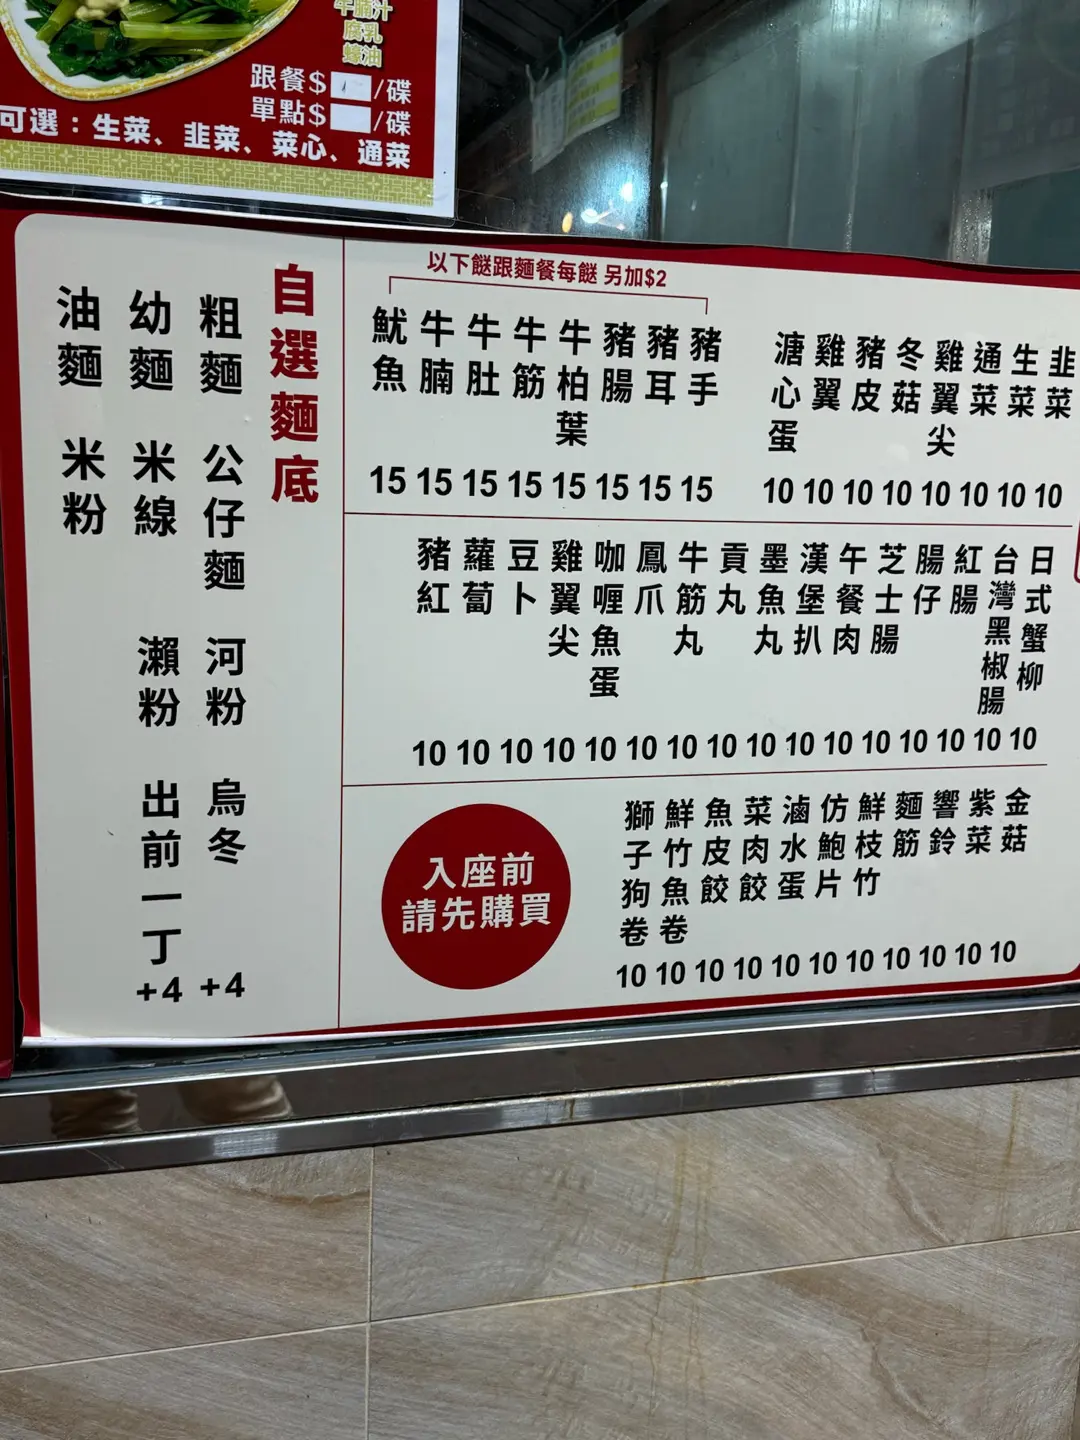 牛腩汁
腐乳
蠔油
跟餐$ /碟
單點$ /碟
可選：生菜、韭菜、菜心、通菜
自選麵底
粗麵 公仔麵 河粉 烏冬 +4
幼麵 米線 瀨粉 出前一丁 +4
油麵 米粉
以下餸跟麵餐每餸 另加$2
韭菜 10
生菜 10
通菜 10
雞翼尖 10
冬菇 10
豬皮 10
雞翼 10
溏心蛋 10
豬手 15
豬耳 15
豬腸 15
牛柏葉 15
牛筋 15
牛肚 15
牛腩 15
魷魚 15
日式蟹柳 10
台灣黑椒腸 10
紅腸 10
腸仔 10
芝士腸 10
午餐肉 10
漢堡扒 10
墨魚丸 10
貢丸 10
牛筋丸 10
鳳爪 10
咖喱魚蛋 10
雞翼尖 10
豆卜 10
蘿蔔 10
豬紅 10
金菇 10
紫菜 10
響鈴 10
麵筋 10
鮮枝竹 10
仿鮑片 10
滷水蛋 10
菜肉餃 10
魚皮餃 10
鮮竹魚卷 10
獅子狗卷 10
入座前
請先購買